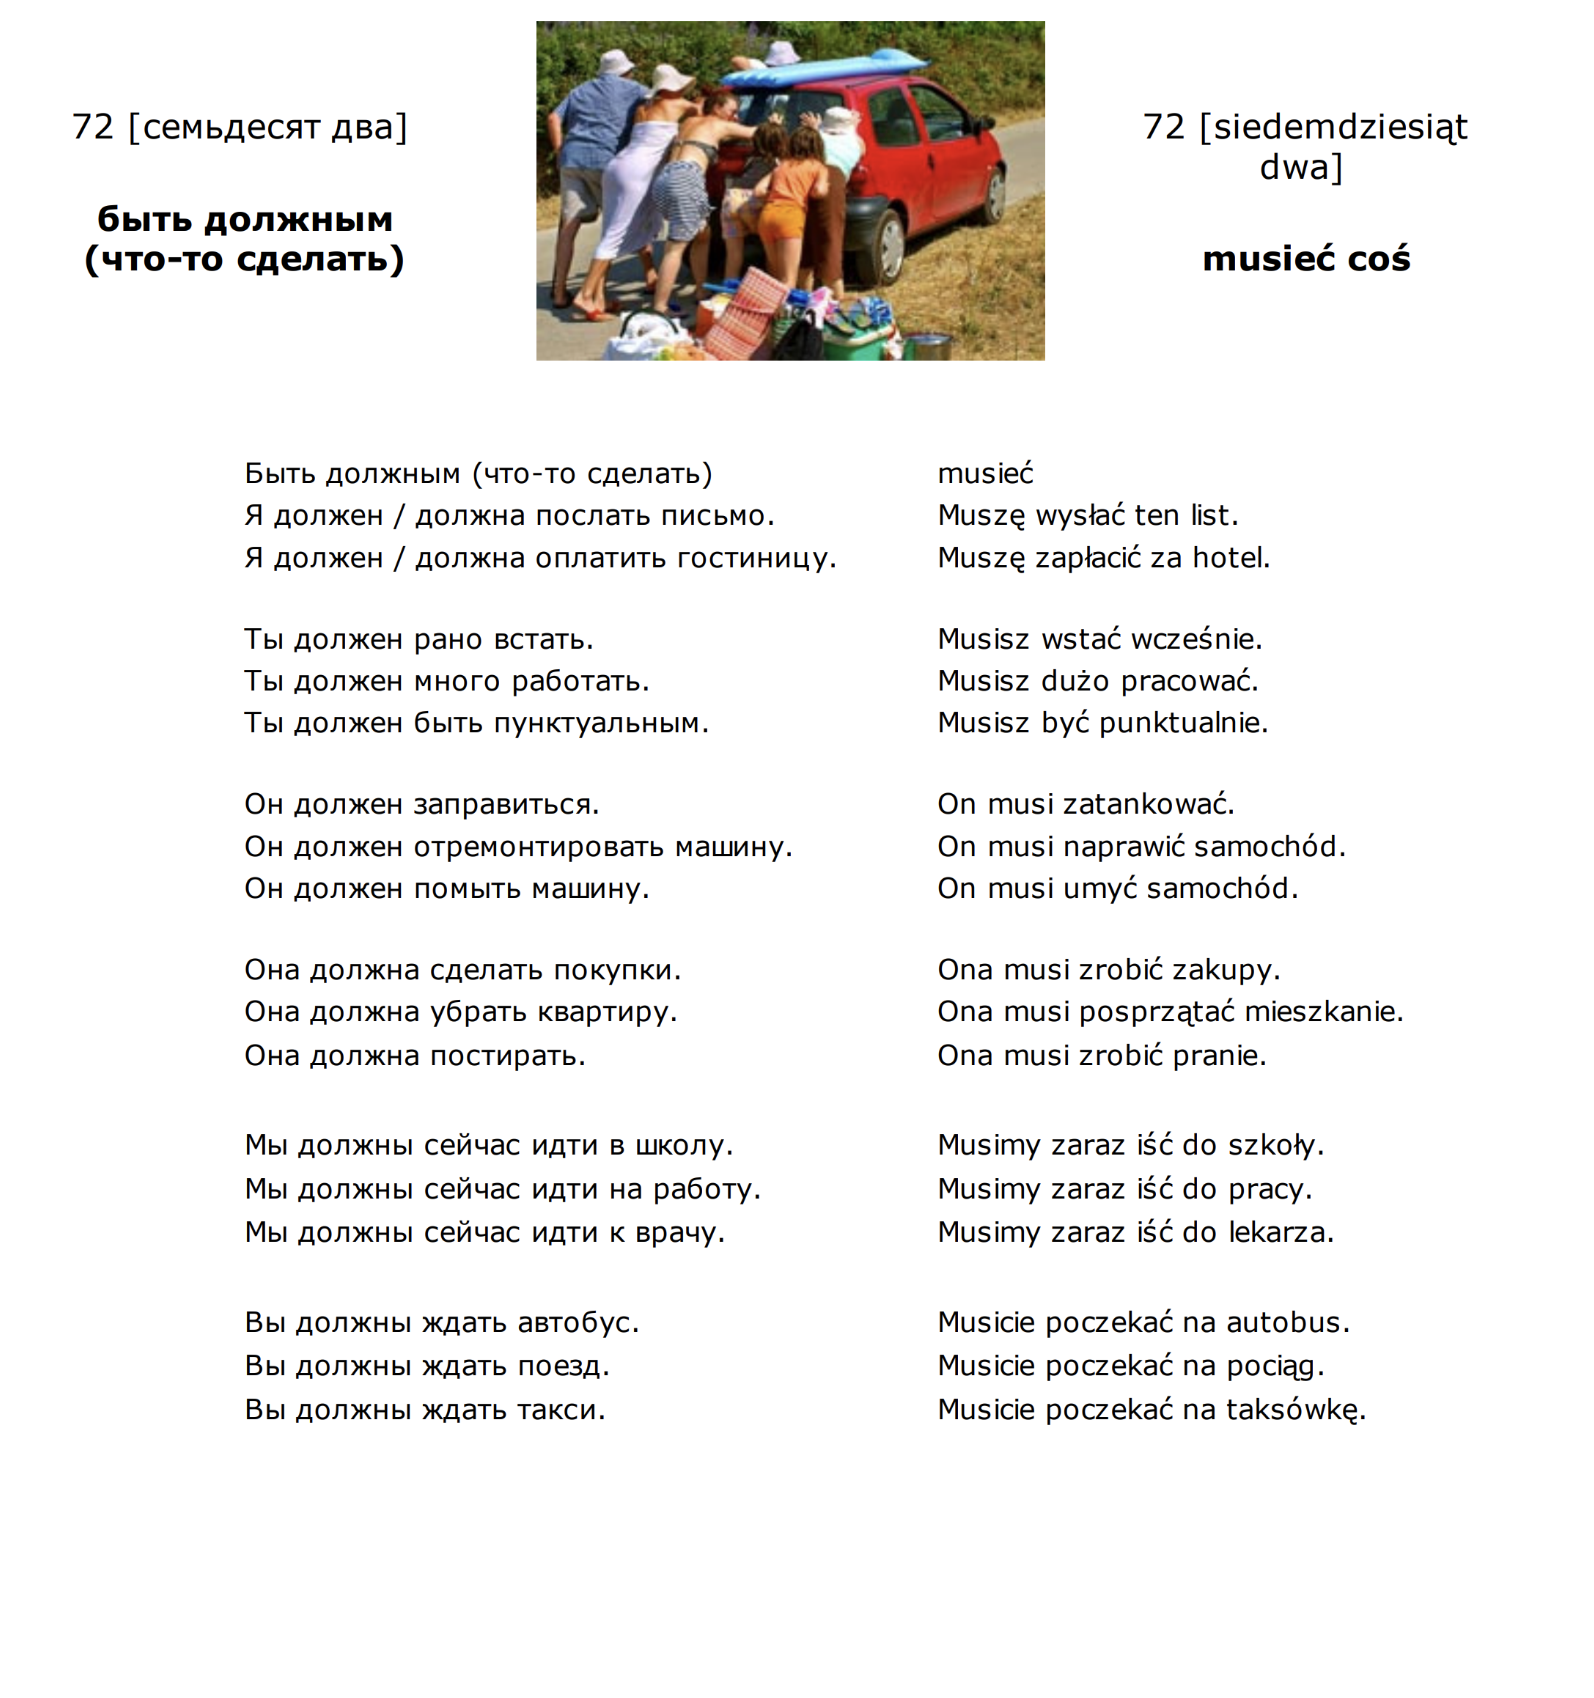 72 [семьдесят два]
быть должным
(что-то сделать)
72 [siedemdziesiąt
dwa]
musieć coś
Быть должным (что-то сделать) musieć
Я должен / должна послать письмо. Muszę wysłać ten list.
Я должен / должна оплатить гостиницу. Muszę zapłacić za hotel.
Ты должен рано встать. Musisz wstać wcześnie.
Ты должен много работать. Musisz dużo pracować.
Ты должен быть пунктуальным. Musisz być punktualnie.
Он должен заправиться. On musi zatankować.
Он должен отремонтировать машину. On musi naprawić samochód.
Он должен помыть машину. On musi umyć samochód.
Она должна сделать покупки. Ona musi zrobić zakupy.
Она должна убрать квартиру. Ona musi posprzątać mieszkanie.
Она должна постирать. Ona musi zrobić pranie.
Мы должны сейчас идти в школу. Musimy zaraz iść do szkoły.
Мы должны сейчас идти на работу. Musimy zaraz iść do pracy.
Мы должны сейчас идти к врачу. Musimy zaraz iść do lekarza.
Вы должны ждать автобус. Musicie poczekać na autobus.
Вы должны ждать поезд. Musicie poczekać na pociąg.
Вы должны ждать такси. Musicie poczekać na taksówkę.